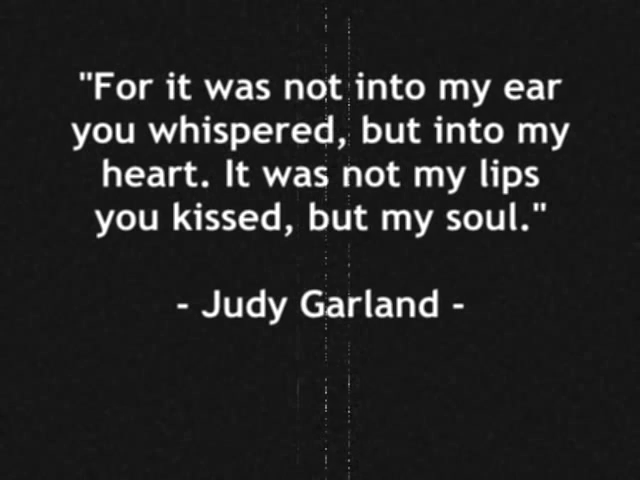 "For it was not into my ear
you whispered, but into my
heart. It was not my lips
you kissed, but my soul."
- Judy Garland -